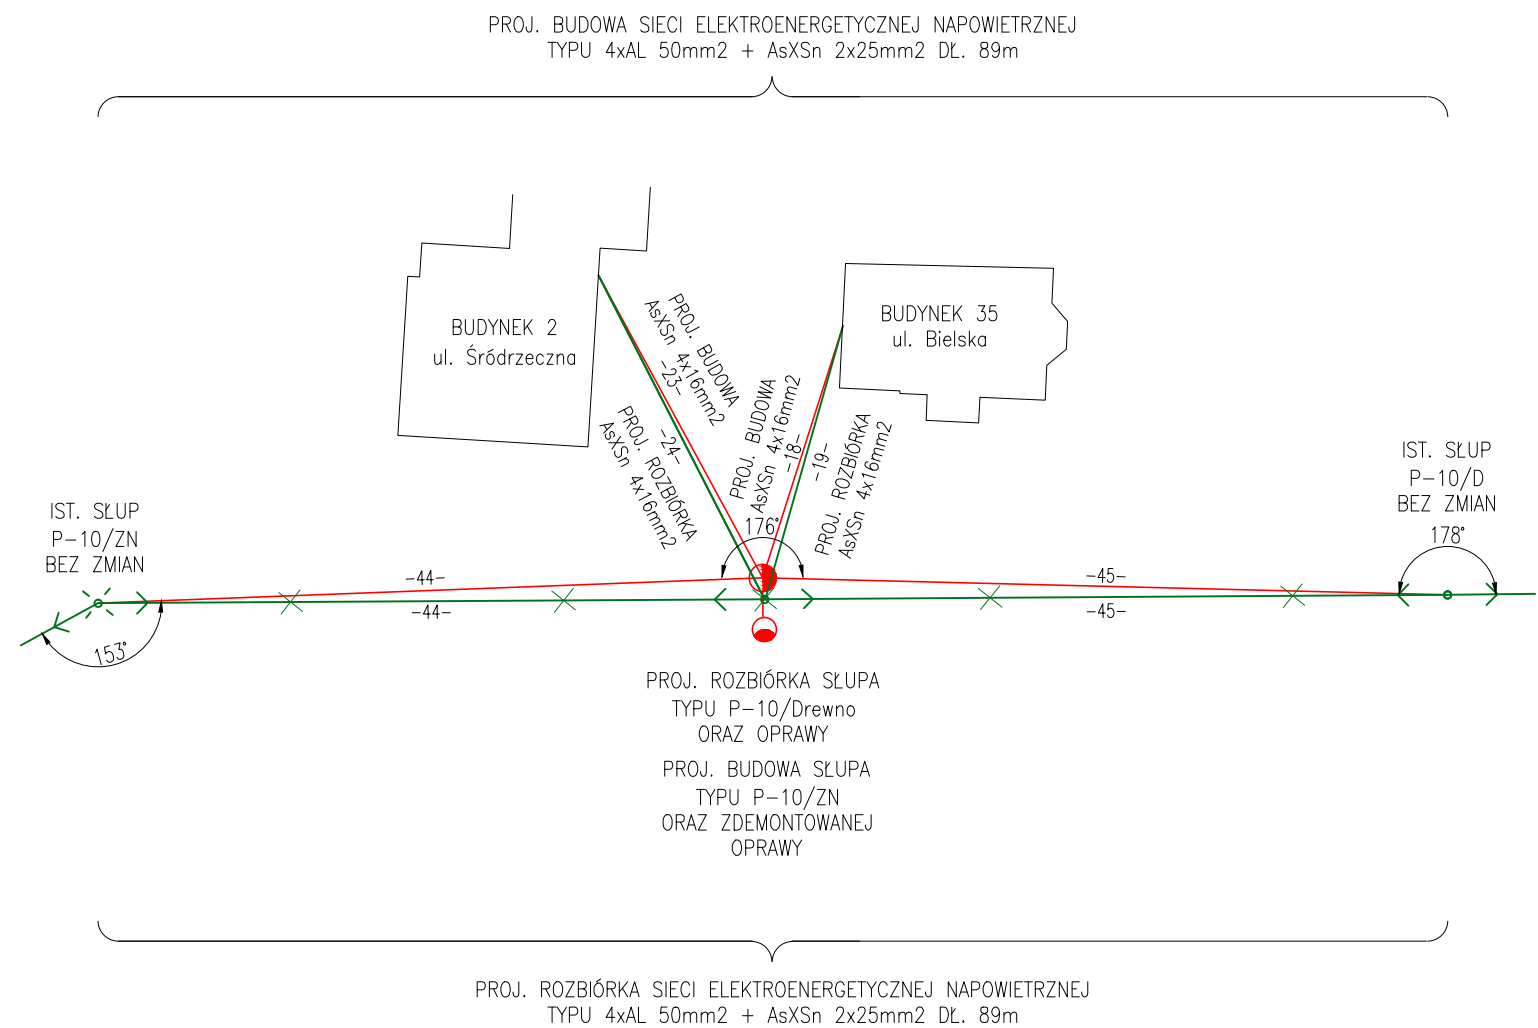 PROJ. BUDOWA SIECI ELEKTROENERGETYCZNEJ NAPOWIETRZNEJ
TYPU 4xAL 50mm2 + AsXSn 2x25mm2 DŁ. 89m
BUDYNEK 2
ul. Śródrzeczna
BUDYNEK 35
ul. Bielska
PROJ. BUDOWA
AsXSn 4x16mm2
-23-
-24-
PROJ. ROZBIÓRKA
AsXSn 4x16mm2
PROJ. BUDOWA
AsXSn 4x16mm2
-18-
-19-
PROJ. ROZBIÓRKA
AsXSn 4x16mm2
IST. SŁUP
P-10/ZN
BEZ ZMIAN
IST. SŁUP
P-10/D
BEZ ZMIAN
176°
178°
153°
-44-
-44-
-45-
-45-
PROJ. ROZBIÓRKA SŁUPA
TYPU P-10/Drewno
ORAZ OPRAWY
PROJ. BUDOWA SŁUPA
TYPU P-10/ZN
ORAZ ZDEMONTOWANEJ
OPRAWY
PROJ. ROZBIÓRKA SIECI ELEKTROENERGETYCZNEJ NAPOWIETRZNEJ
TYPU 4xAL 50mm2 + AsXSn 2x25mm2 DŁ. 89m